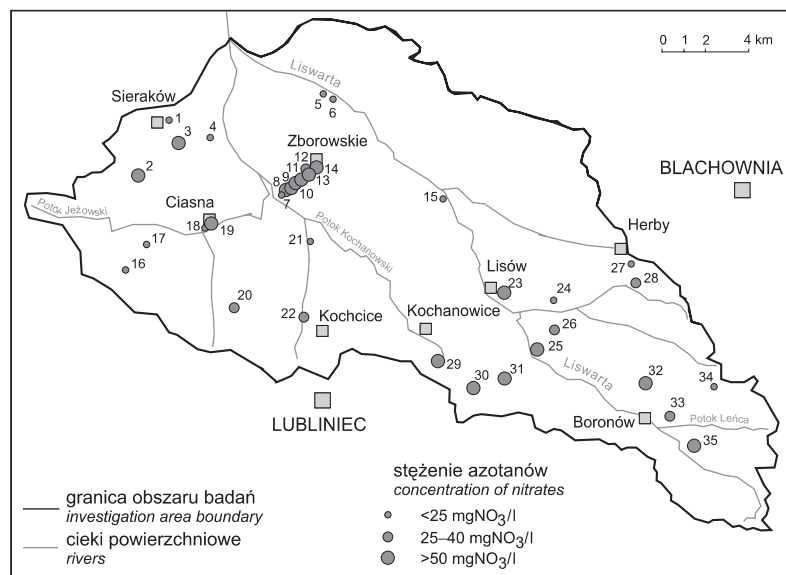 0 1 2 4 km
Liswarta
Sieraków
1
3
4
2
5
6
Zborowskie
12
11
14
9
13
8
10
7
BLACHOWNIA
Potok Jeżowski
Ciasna
18
19
17
16
15
Potok Kochanowski
21
Herby
27
28
Lisów
23
24
20
22
Kochcice
Kochanowice
26
25
29
30
31
Liswarta
32
34
33
LUBLINIEC
Boronów
Potok Leńca
35
granica obszaru badań
investigation area boundary
cieki powierzchniowe
rivers
stężenie azotanów
concentration of nitrates
<25 mgNO3/l
25–40 mgNO3/l
>50 mgNO3/l